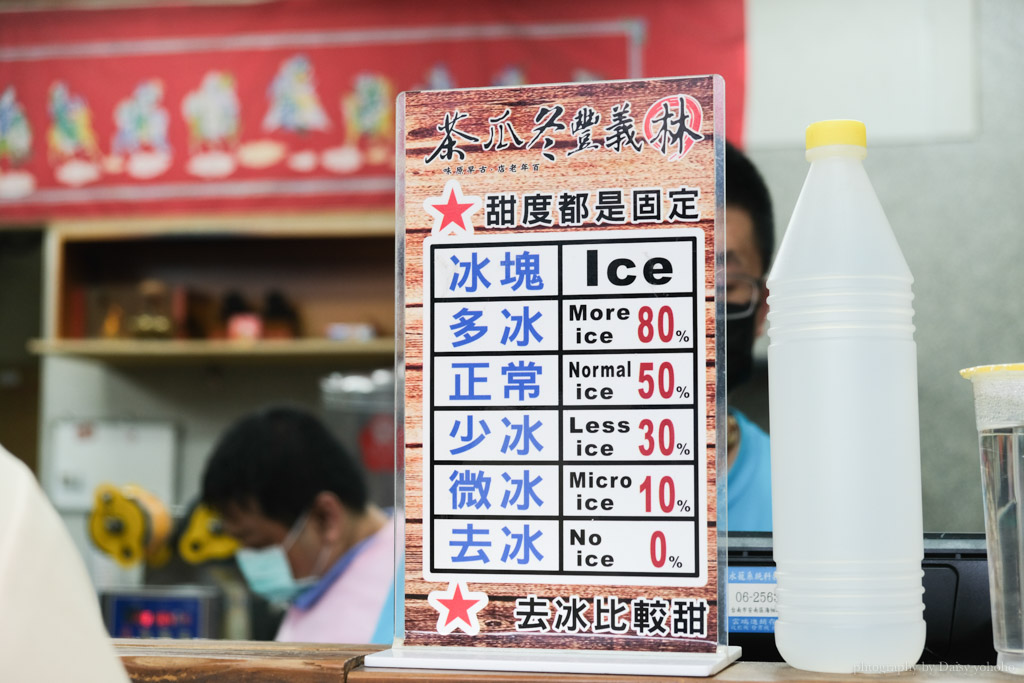 茶瓜冬豐義林
味原早古.店老年百
甜度都是固定
冰塊 Ice
多冰 More ice 80%
正常 Normal ice 50%
少冰 Less ice 30%
微冰 Micro ice 10%
去冰 No ice 0%
去冰比較甜
06-256
photography by Daisy yohoho